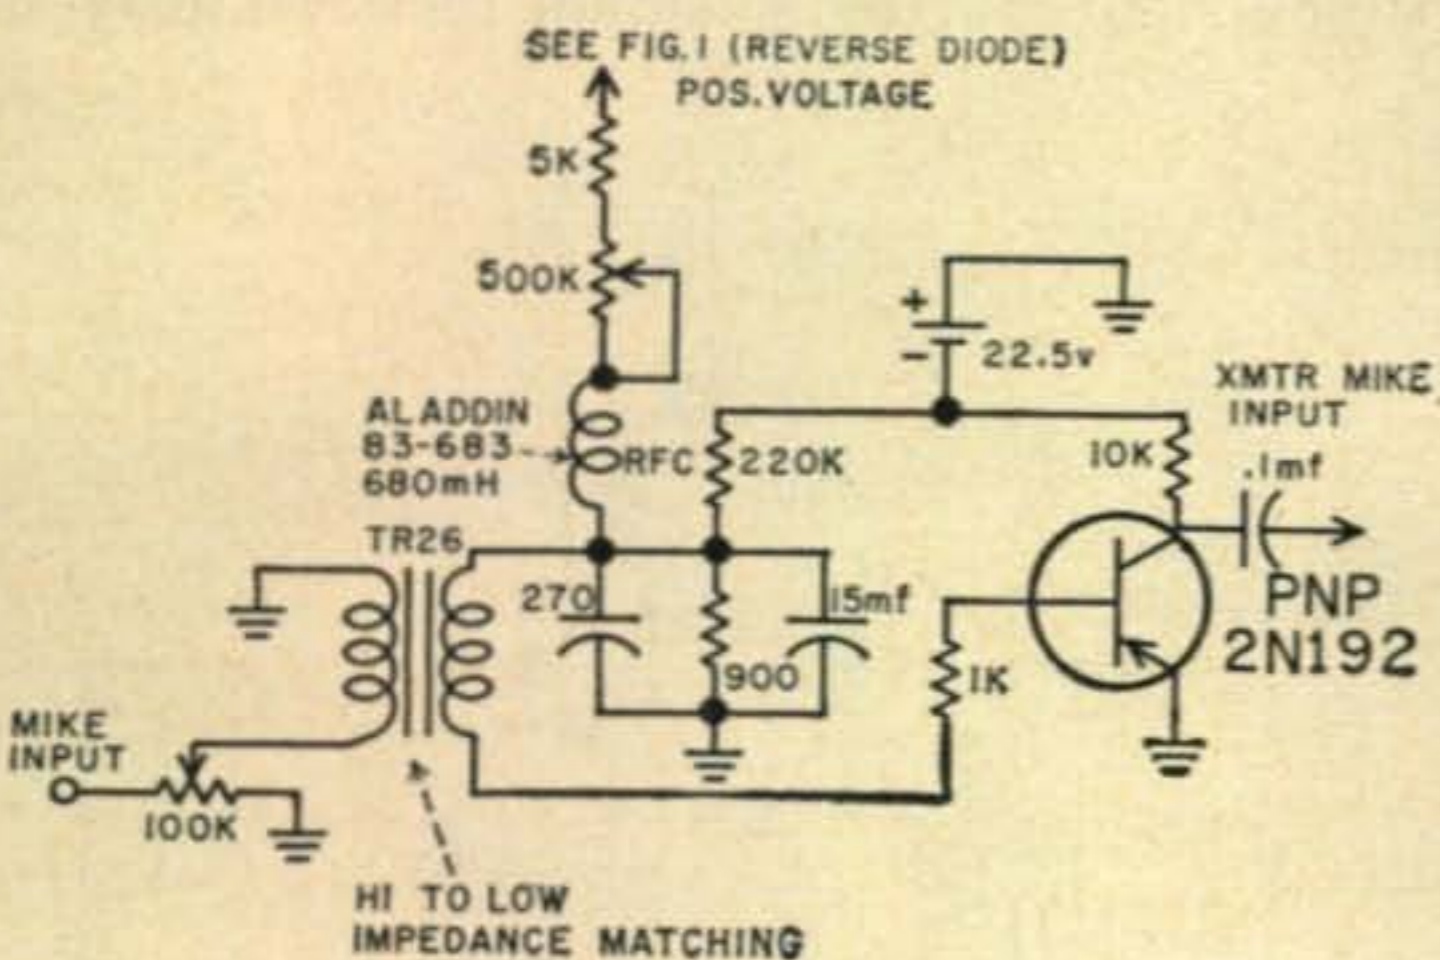 SEE FIG. 1 (REVERSE DIODE)
POS. VOLTAGE
5K
500K
+
-
22.5v
XMTR MIKE
INPUT
ALADDIN
83-683
680mH
RFC
220K
10K
.1mf
TR26
270
15mf
900
1K
PNP
2N192
MIKE
INPUT
100K
HI TO LOW
IMPEDANCE MATCHING